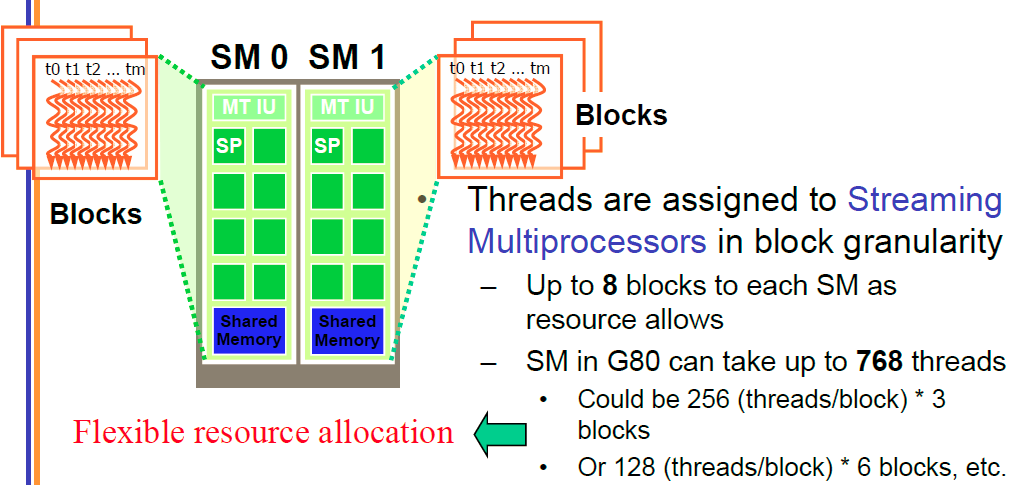 SM 0 SM 1
t0 t1 t2 ... tm
t0 t1 t2 ... tm
MT IU
MT IU
Blocks
SP
SP
Blocks
Threads are assigned to Streaming
Multiprocessors in block granularity
– Up to 8 blocks to each SM as
resource allows
Shared
Memory
Shared
Memory
– SM in G80 can take up to 768 threads
• Could be 256 (threads/block) * 3
blocks
Flexible resource allocation
• Or 128 (threads/block) * 6 blocks, etc.